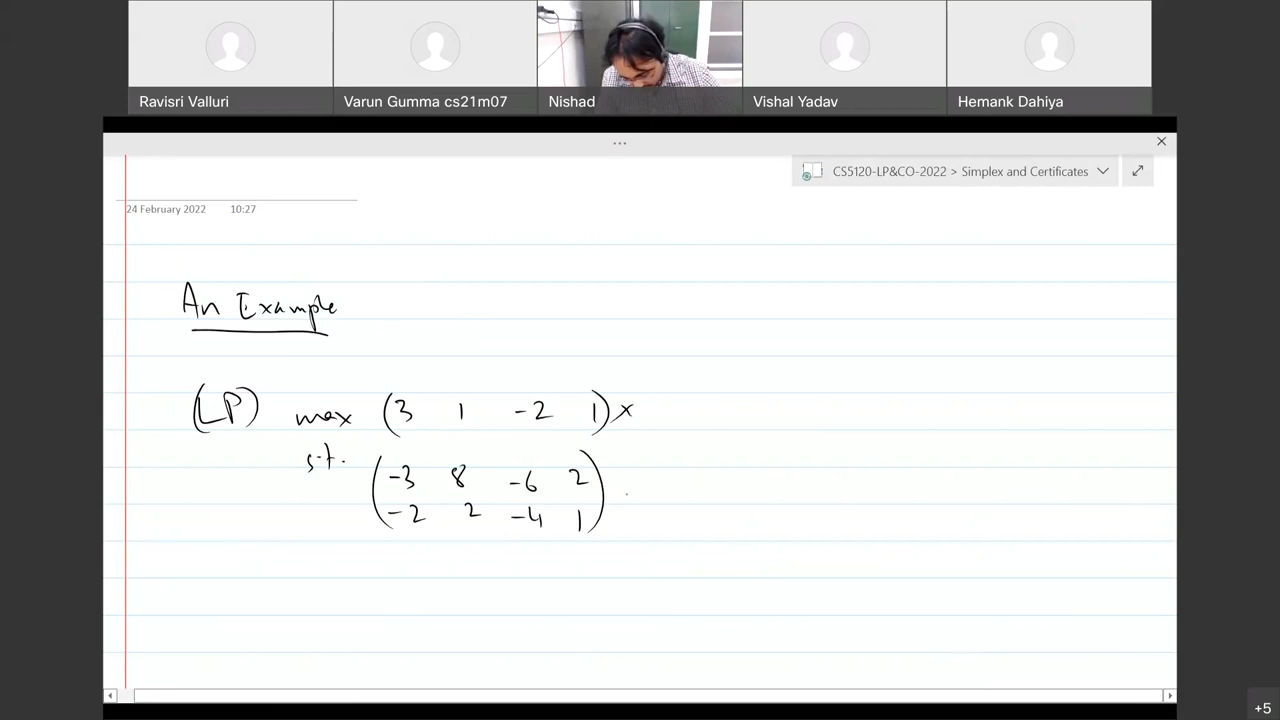 Ravisri Valluri
Varun Gumma cs21m07
Nishad
Vishal Yadav
Hemank Dahiya
CS5120-LP&CO-2022 > Simplex and Certificates
24 February 2022 10:27
An Example
(LP) max (3 1 -2 1)x
s.t. (-3 8 -6 2
-2 2 -4 1)
+5